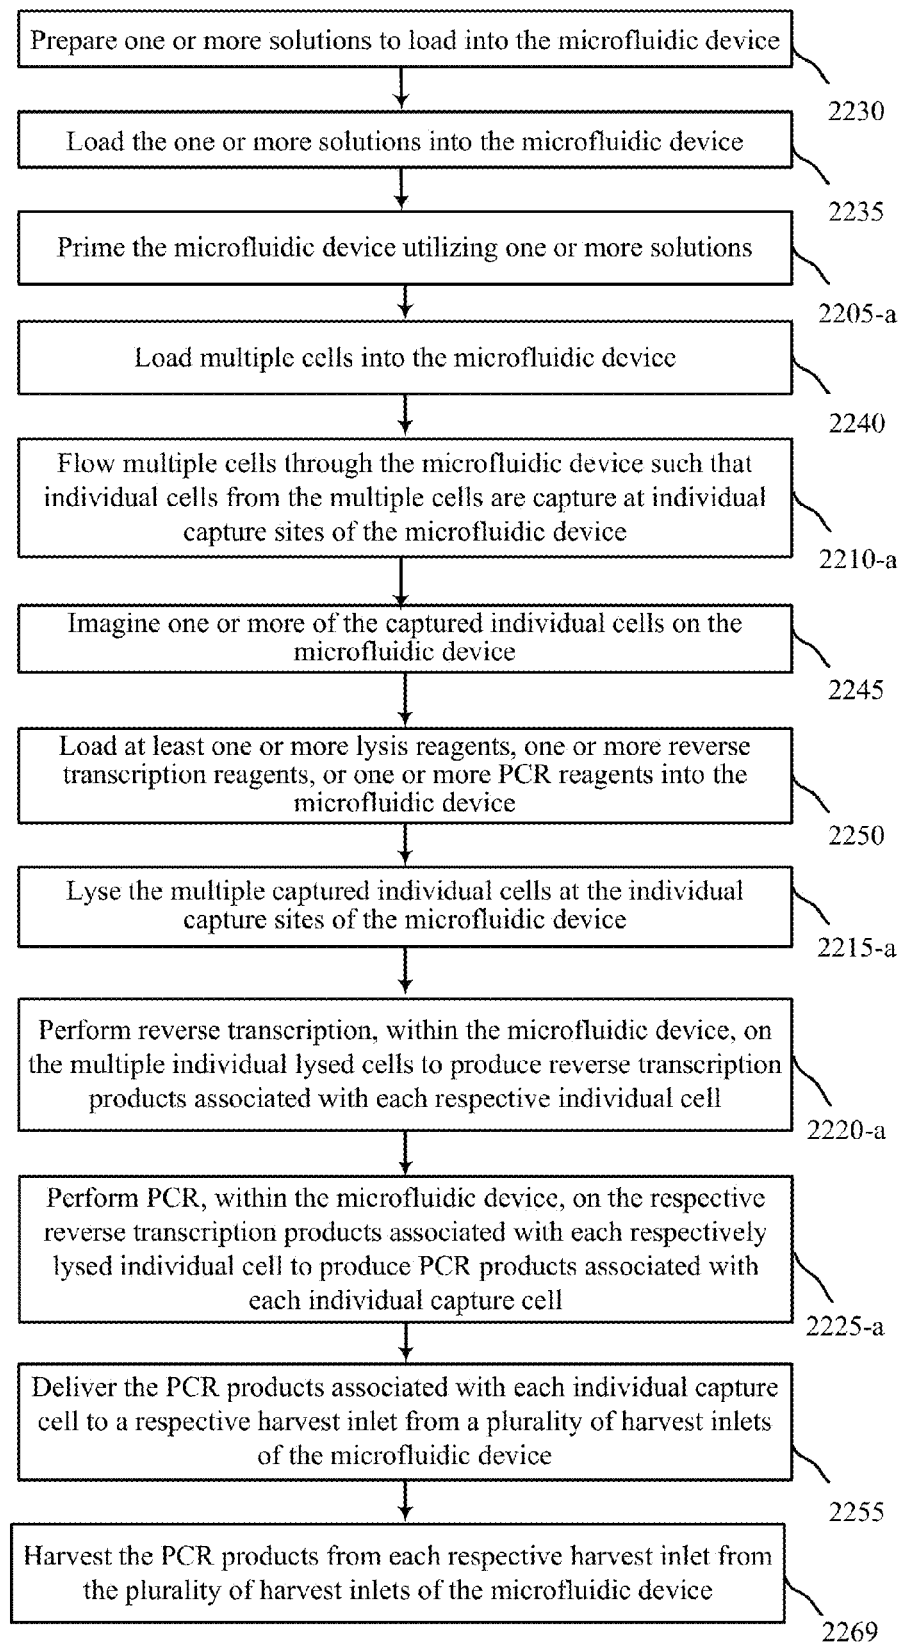 Prepare one or more solutions to load into the microfluidic device
2230
Load the one or more solutions into the microfluidic device
2235
Prime the microfluidic device utilizing one or more solutions
2205-a
Load multiple cells into the microfluidic device
2240
Flow multiple cells through the microfluidic device such that
individual cells from the multiple cells are capture at individual
capture sites of the microfluidic device
2210-a
Imagine one or more of the captured individual cells on the
microfluidic device
2245
Load at least one or more lysis reagents, one or more reverse
transcription reagents, or one or more PCR reagents into the
microfluidic device
2250
Lyse the multiple captured individual cells at the individual
capture sites of the microfluidic device
2215-a
Perform reverse transcription, within the microfluidic device, on
the multiple individual lysed cells to produce reverse transcription
products associated with each respective individual cell
2220-a
Perform PCR, within the microfluidic device, on the respective
reverse transcription products associated with each respectively
lysed individual cell to produce PCR products associated with
each individual capture cell
2225-a
Deliver the PCR products associated with each individual capture
cell to a respective harvest inlet from a plurality of harvest inlets
of the microfluidic device
2255
Harvest the PCR products from each respective harvest inlet from
the plurality of harvest inlets of the microfluidic device
2269